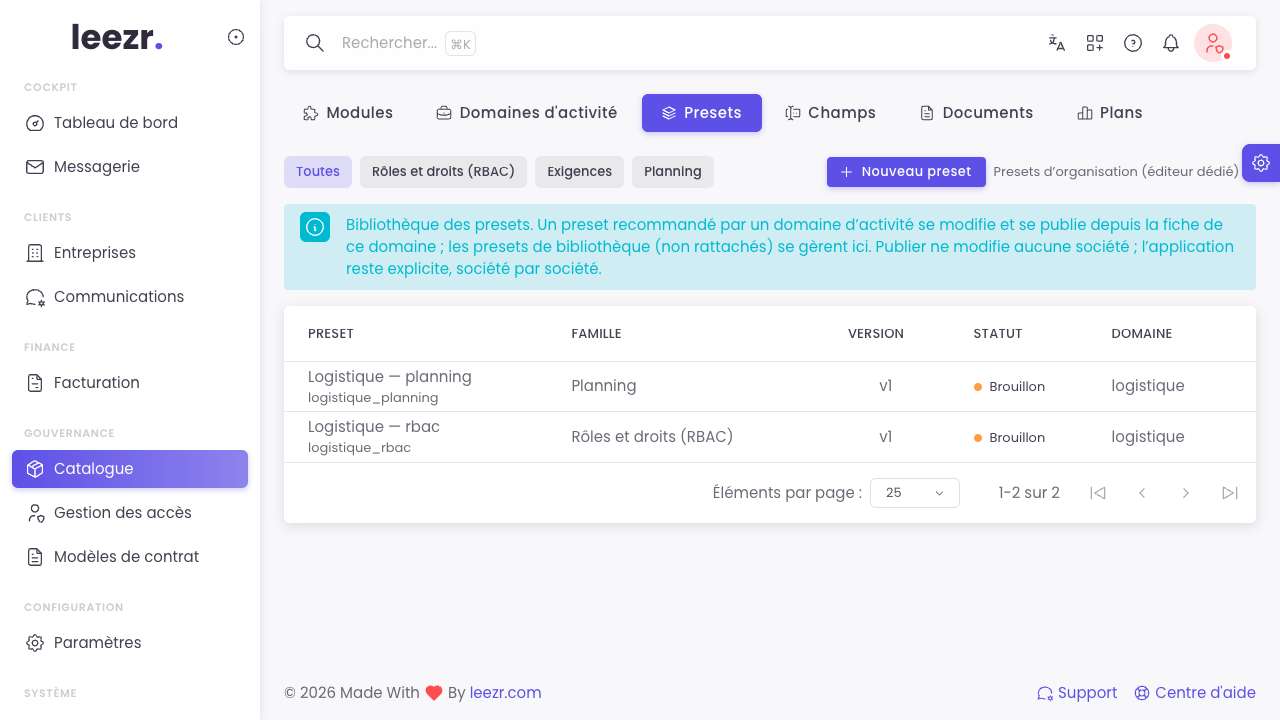 leezr.
COCKPIT
Tableau de bord
Messagerie
CLIENTS
Entreprises
Communications
FINANCE
Facturation
GOUVERNANCE
Catalogue
Gestion des accès
Modèles de contrat
CONFIGURATION
Paramètres
SYSTÈME
Rechercher... ⌘K
Modules Domaines d'activité Presets Champs Documents Plans
Toutes Rôles et droits (RBAC) Exigences Planning Nouveau preset Presets d’organisation (éditeur dédié)
Bibliothèque des presets. Un preset recommandé par un domaine d’activité se modifie et se publie depuis la fiche de
ce domaine ; les presets de bibliothèque (non rattachés) se gèrent ici. Publier ne modifie aucune société ; l’application
reste explicite, société par société.
PRESET FAMILLE VERSION STATUT DOMAINE
Logistique — planning
logistique_planning
Planning v1 Brouillon logistique
Logistique — rbac
logistique_rbac
Rôles et droits (RBAC) v1 Brouillon logistique
Éléments par page : 25 1-2 sur 2
© 2026 Made With By leezr.com Support Centre d'aide